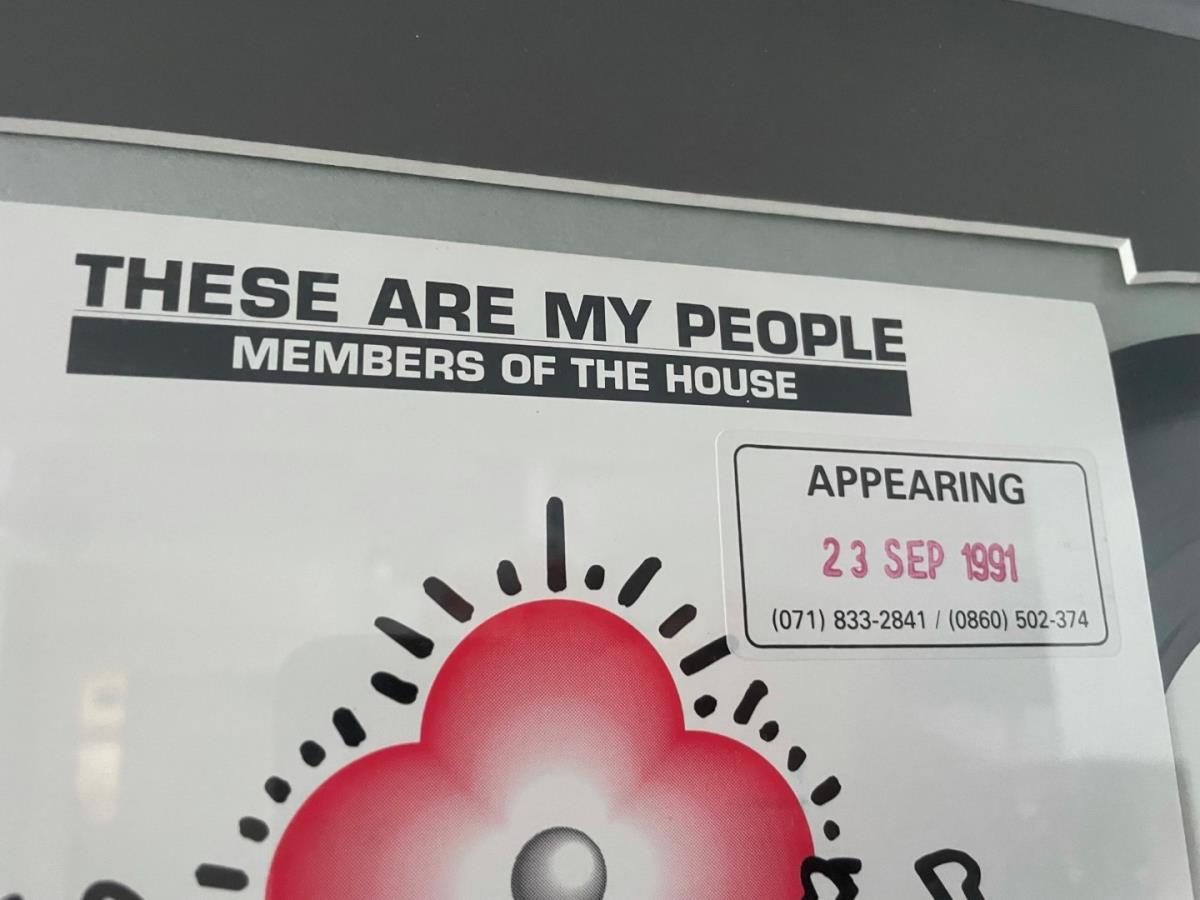 THESE ARE MY PEOPLE
MEMBERS OF THE HOUSE
APPEARING
23 SEP 1991
(071) 833-2841 / (0860) 502-374